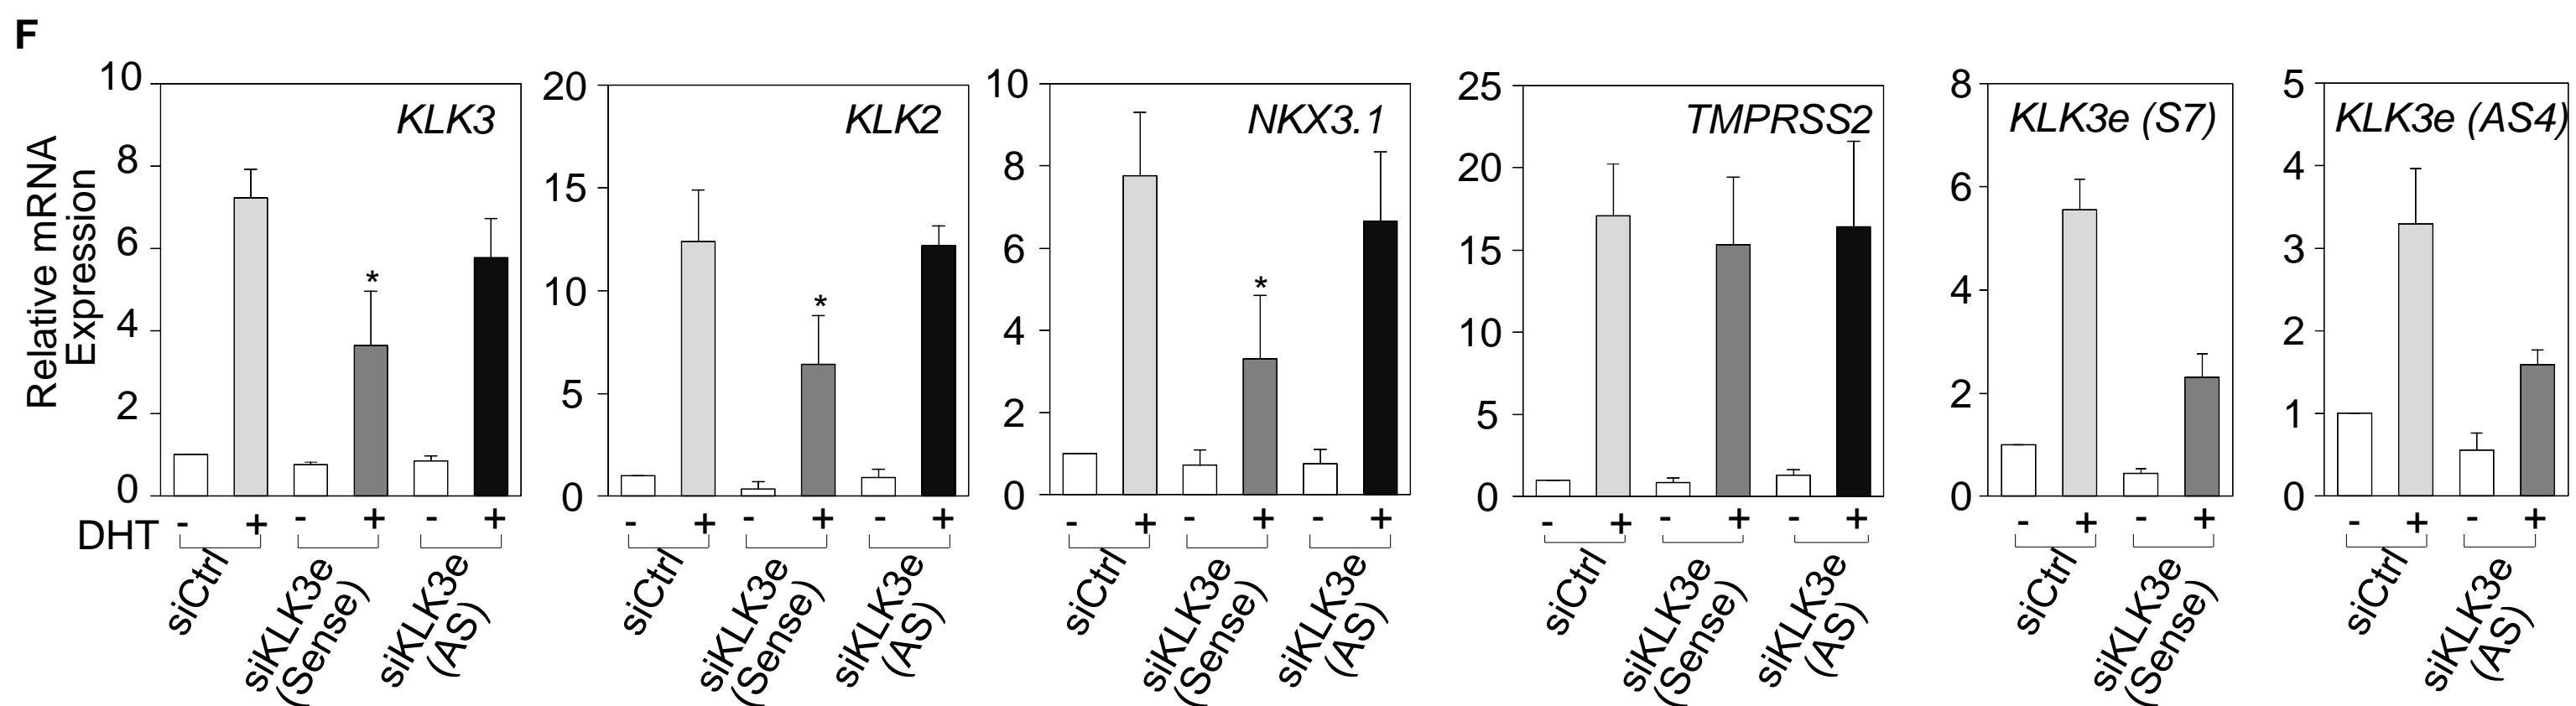 F
Relative mRNA
Expression
10
8
6
4
2
0
KLK3
*
DHT
- + - + - +
siCtrl
siKLK3e
(Sense)
siKLK3e
(AS)
20
15
10
5
0
KLK2
*
- + - + - +
siCtrl
siKLK3e
(Sense)
siKLK3e
(AS)
10
8
6
4
2
0
NKX3.1
*
- + - + - +
siCtrl
siKLK3e
(Sense)
siKLK3e
(AS)
25
20
15
10
5
0
TMPRSS2
- + - + - +
siCtrl
siKLK3e
(Sense)
siKLK3e
(AS)
8
6
4
2
0
KLK3e (S7)
- + - +
siCtrl
siKLK3e
(Sense)
5
4
3
2
1
0
KLK3e (AS4)
- + - +
siCtrl
siKLK3e
(AS)